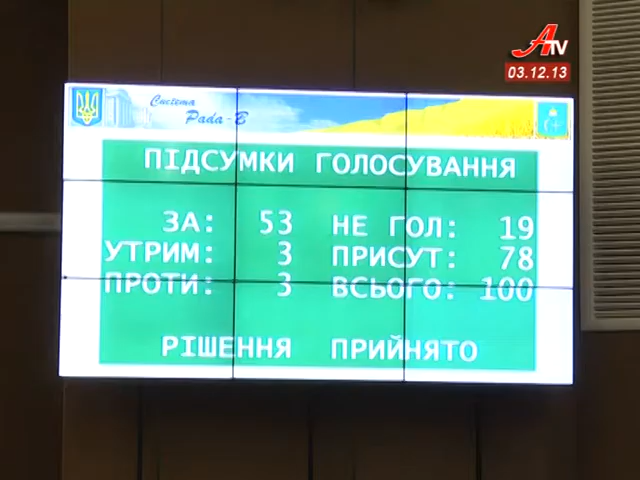 ATV
03.12.13
Система
Рада-В
ПІДСУМКИ ГОЛОСУВАННЯ
ЗА: 53 НЕ ГОЛ: 19
УТРИМ: 3 ПРИСУТ: 78
ПРОТИ: 3 ВСЬОГО: 100
РІШЕННЯ ПРИЙНЯТО